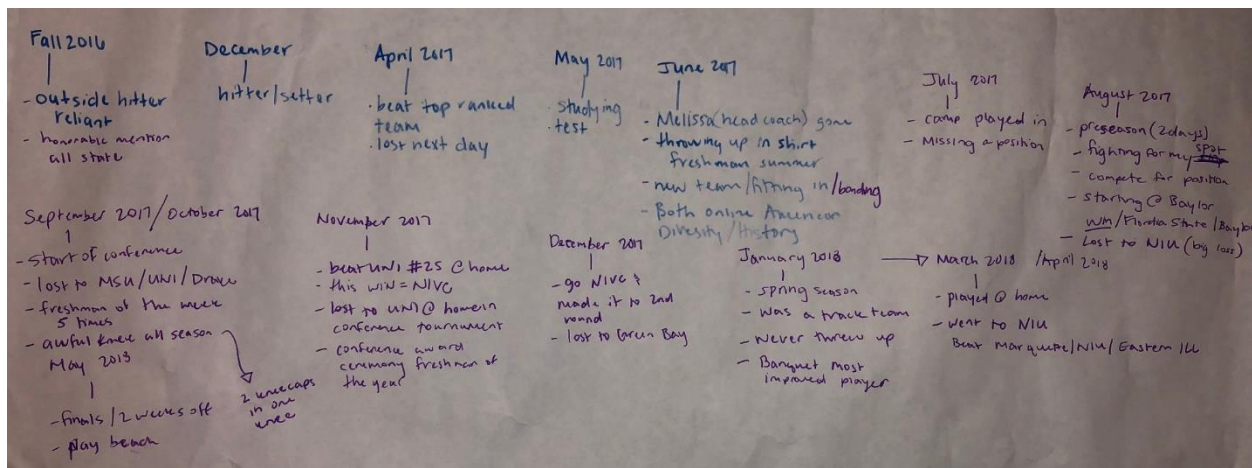 Fall 2016
- outside hitter
reliant
- honorable mention
all state
December
hitter/setter
April 2017
· beat top ranked
team
· lost next day
May 2017
· studying
· test
June 2017
- Melissa (head coach) gone
- throwing up in shirt
freshman summer
- new team/fitting in/bonding
- Both online American
Diversity/History
July 2017
- camp played in
- Missing a position
August 2017
- preseason (2days)
- fighting for my spot
- compete for position
- starting @ Baylor
win/Florida State/Baylor
- Lost to NIU (big loss)
September 2017/October 2017
- start of conference
- lost to MSU/UNI/Drake
- freshman of the week
5 times
- awful knee all season
2 kneecaps
in one
knee
November 2017
- beat UNI #25 @ home
- this win = NIVC
- lost to UNI @ home in
conference tournament
- conference award
ceremony freshman of
the year
December 2017
- go NIVC &
made it to 2nd
round
- lost to Green Bay
January 2018
- spring season
- was a track team
- Never threw up
- Banquet most
improved player
→ March 2018 /April 2018
- played @ home
- went to NIU
Beat Marquette/NIU/Eastern Ill
May 2018
- finals/2 weeks off
- play beach